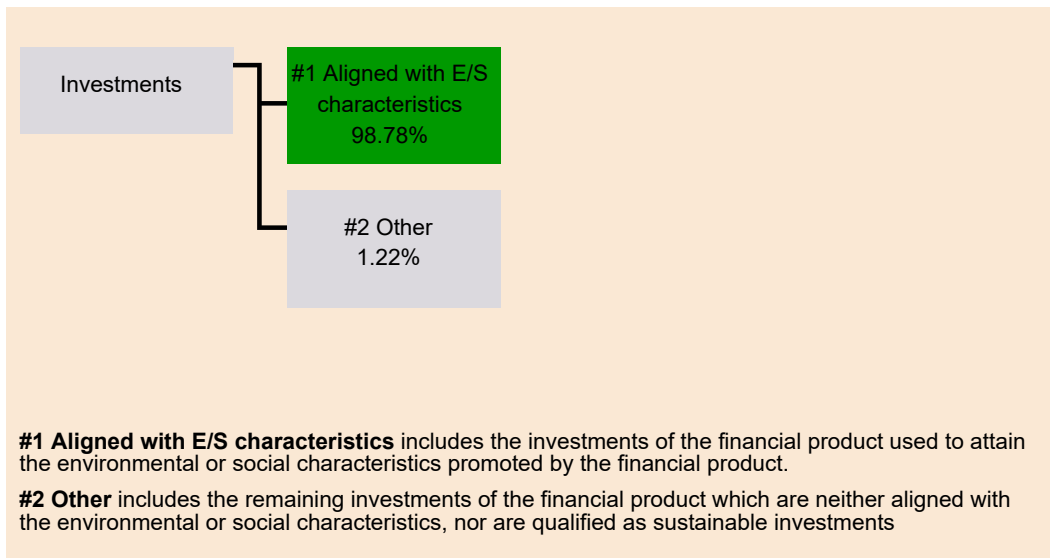 Investments
#1 Aligned with E/S
characteristics
98.78%
#2 Other
1.22%
#1 Aligned with E/S characteristics includes the investments of the financial product used to attain
the environmental or social characteristics promoted by the financial product.
#2 Other includes the remaining investments of the financial product which are neither aligned with
the environmental or social characteristics, nor are qualified as sustainable investments